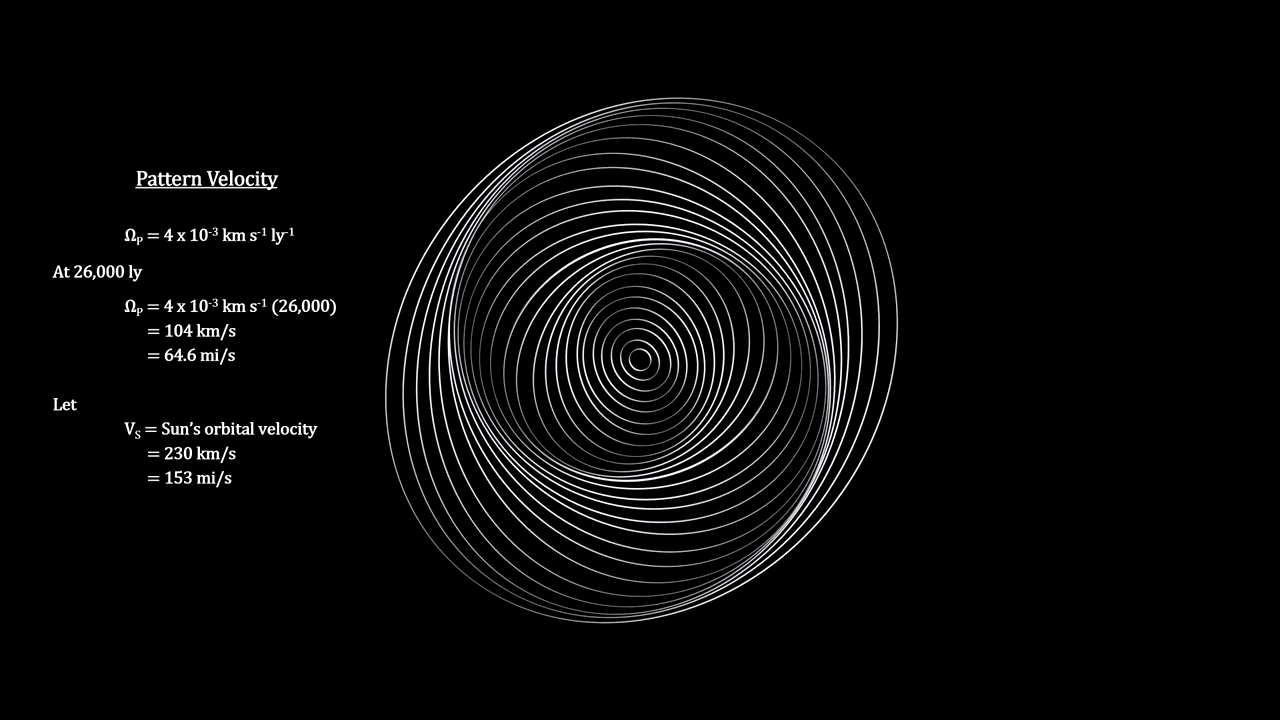 Pattern Velocity
Ωₚ = 4 x 10⁻³ km s⁻¹ ly⁻¹
At 26,000 ly
Ωₚ = 4 x 10⁻³ km s⁻¹ (26,000)
= 104 km/s
= 64.6 mi/s
Let
Vₛ = Sun’s orbital velocity
= 230 km/s
= 153 mi/s